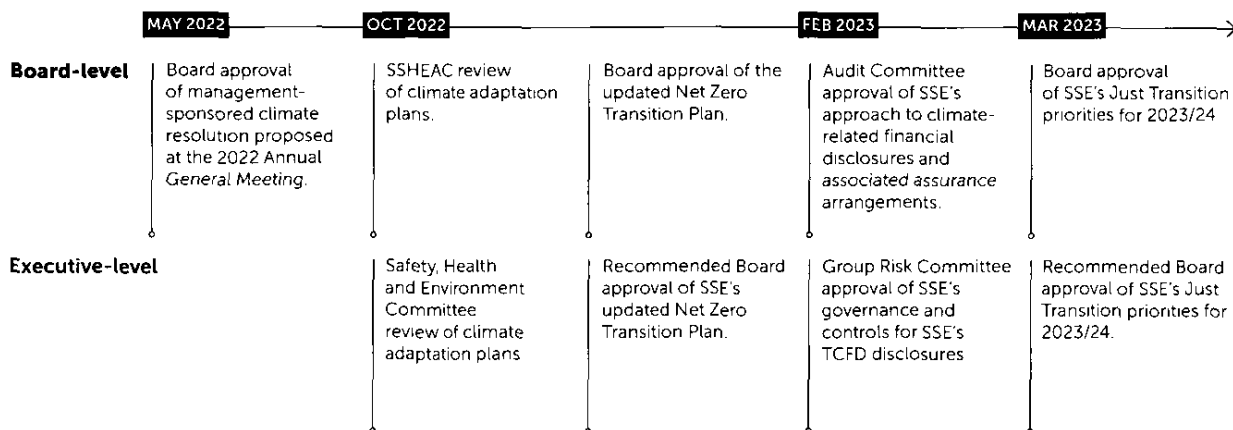 MAY 2022
OCT 2022
FEB 2023
MAR 2023
Board-level
Board approval
of management-
sponsored climate
resolution proposed
at the 2022 Annual
General Meeting.
SSHEAC review
of climate adaptation
plans.
Board approval of the
updated Net Zero
Transition Plan.
Audit Committee
approval of SSE's
approach to climate-
related financial
disclosures and
associated assurance
arrangements.
Board approval
of SSE's Just Transition
priorities for 2023/24
Executive-level
Safety, Health
and Environment
Committee
review of climate
adaptation plans
Recommended Board
approval of SSE's
updated Net Zero
Transition Plan.
Group Risk Committee
approval of SSE's
governance and
controls for SSE's
TCFD disclosures
Recommended Board
approval of SSE's Just
Transition priorities for
2023/24.